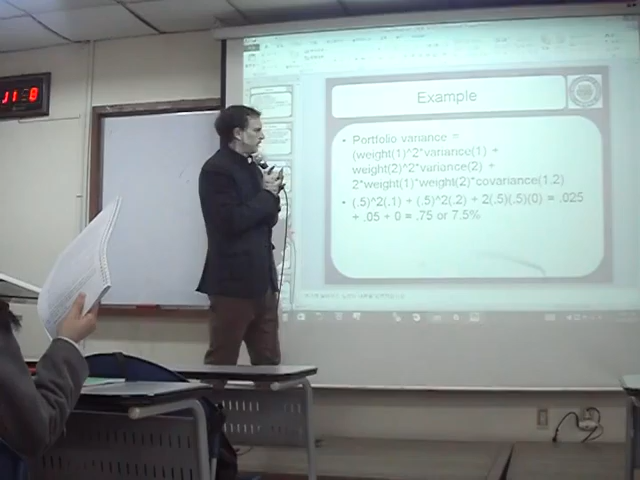 Example
• Portfolio variance =
(weight(1)^2*variance(1) +
weight(2)^2*variance(2) +
2*weight(1)*weight(2)*covariance(1,2)
• (.5)^2(.1) + (.5)^2(.2) + 2(.5)(.5)(0) = .025
+ .05 + 0 = .75 or 7.5%